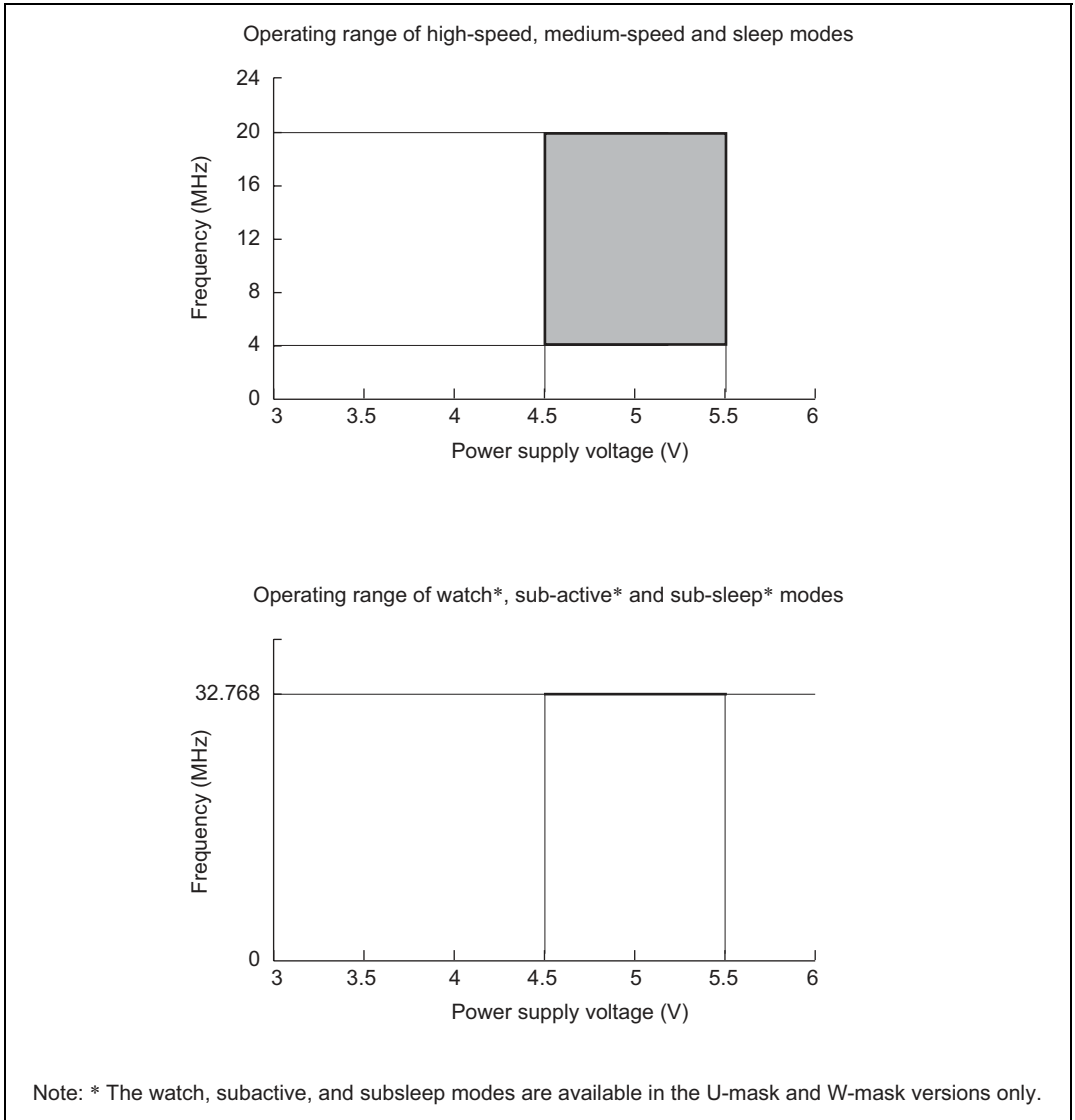 Operating range of high-speed, medium-speed and sleep modes
24
20
16
12
8
4
0
Frequency (MHz)
3 3.5 4 4.5 5 5.5 6
Power supply voltage (V)
Operating range of watch*, sub-active* and sub-sleep* modes
32.768
0
Frequency (MHz)
3 3.5 4 4.5 5 5.5 6
Power supply voltage (V)
Note: * The watch, subactive, and subsleep modes are available in the U-mask and W-mask versions only.